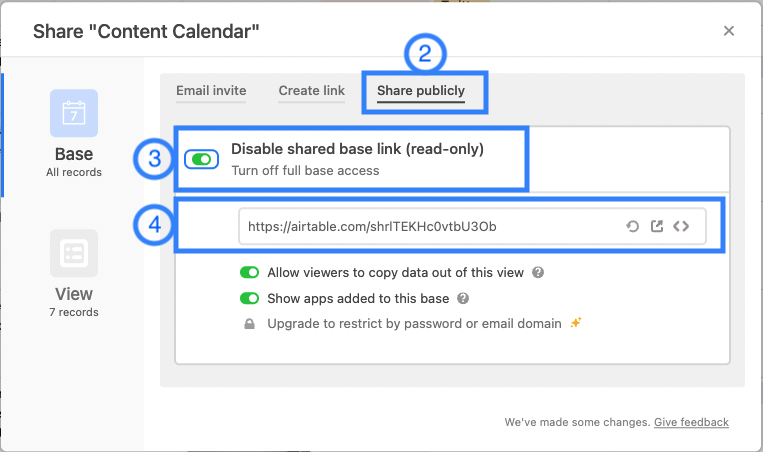 Share "Content Calendar"
2
Email invite
Create link
Share publicly
7
Base
All records
3
Disable shared base link (read-only)
Turn off full base access
4
https://airtable.com/shrlTEKHc0vtbU3Ob
Allow viewers to copy data out of this view ?
Show apps added to this base ?
Upgrade to restrict by password or email domain
View
7 records
We've made some changes. Give feedback